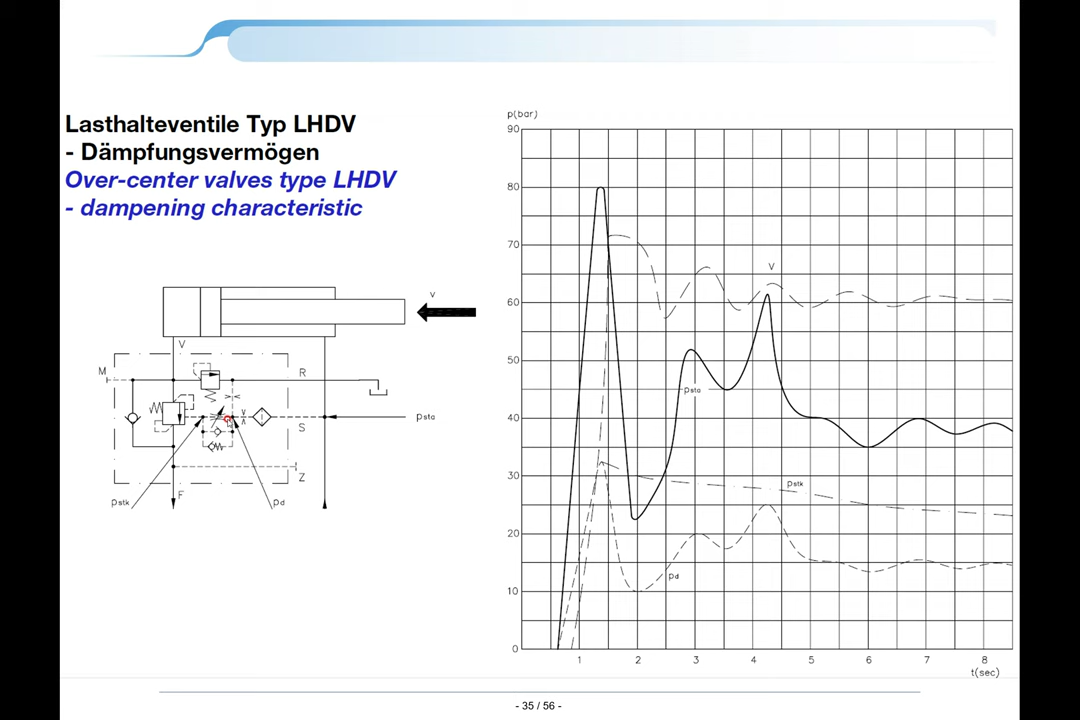 Lasthalteventile Typ LHDV
- Dämpfungsvermögen
Over-center valves type LHDV
- dampening characteristic
v
V
M
R
S
Psta
Z
F
Pstk
Pd
p(bar)
90
80
70
60
50
40
30
20
10
0
V
Psta
Pstk
Pd
1 2 3 4 5 6 7 8
t(sec)
- 35 / 56 -